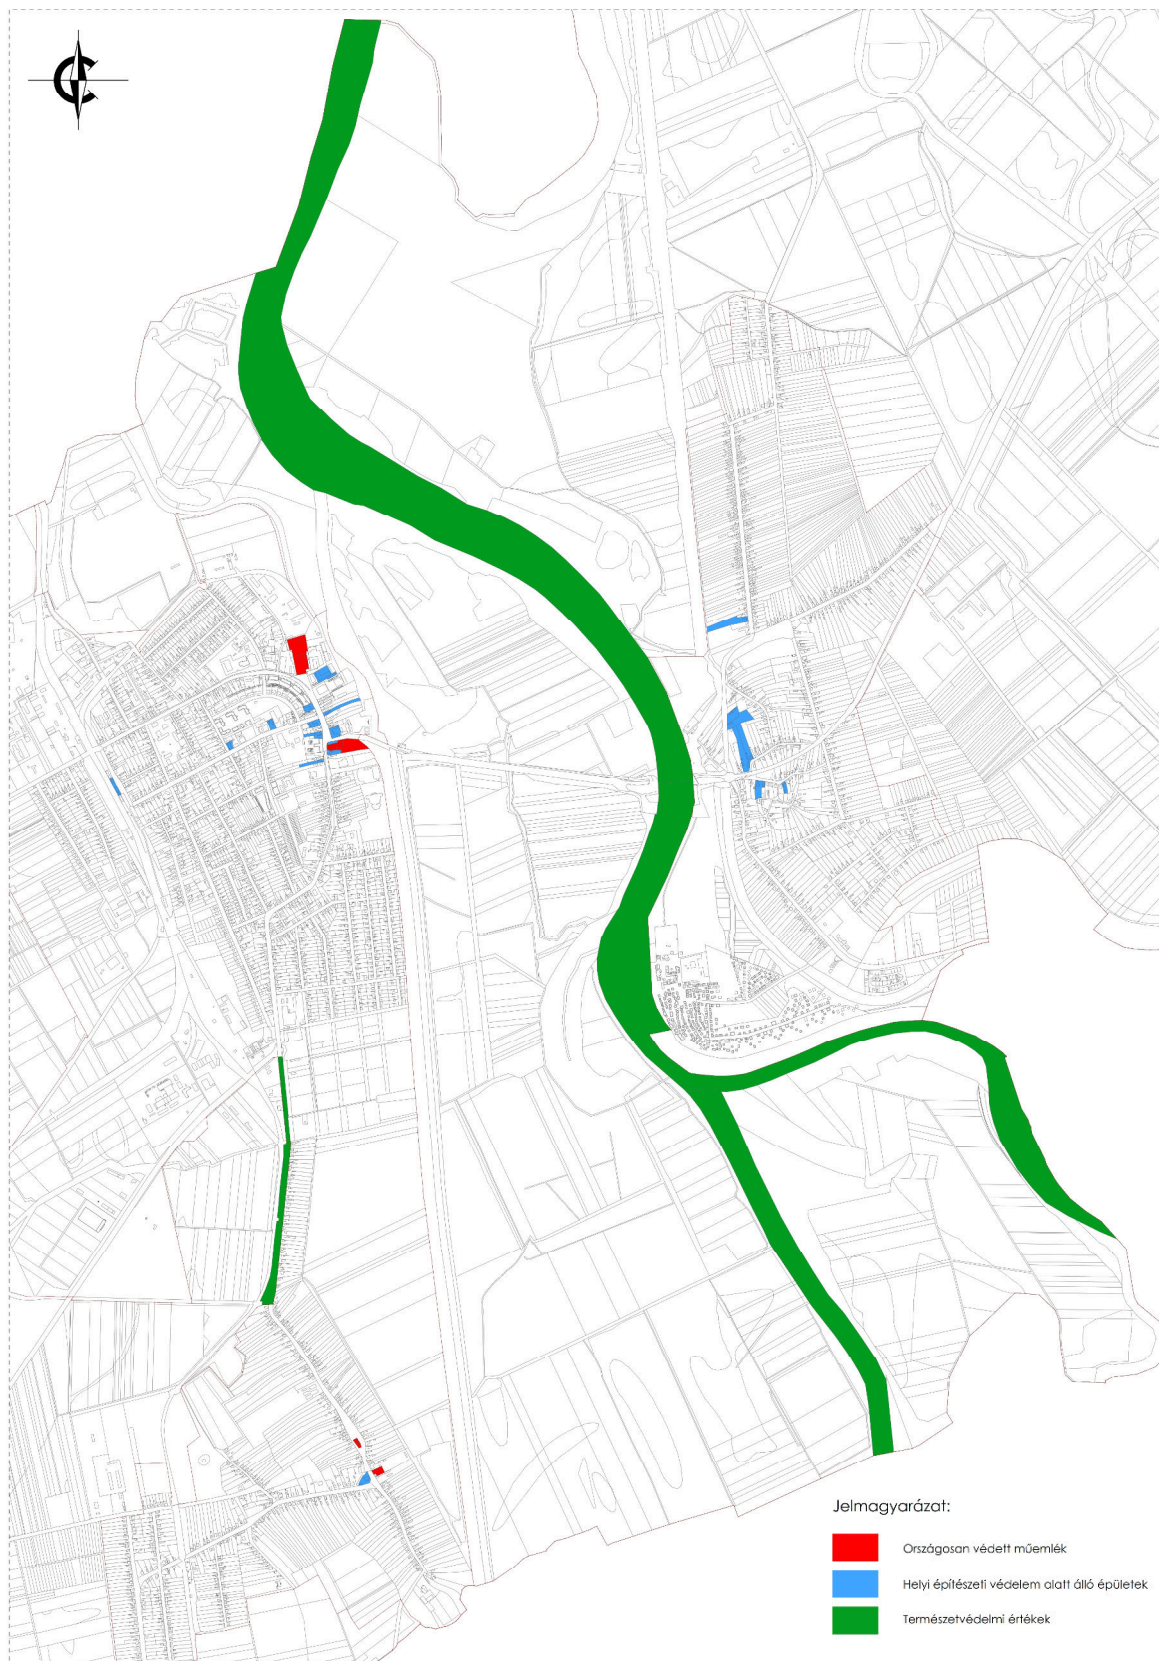 Jelmagyarázat:
Országosan védett műemlék
Helyi építészeti védelem alatt álló épületek
Természetvédelmi értékek